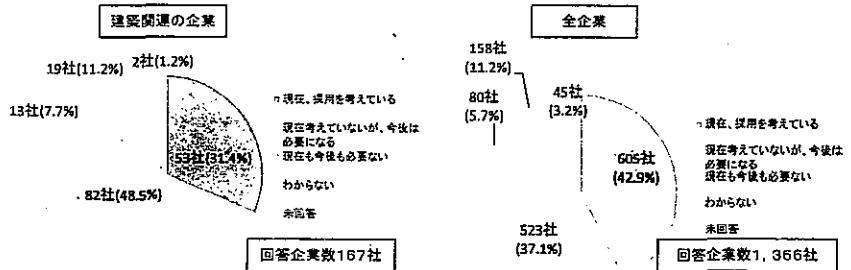 建築関連の企業
19社(11.2%)
2社(1.2%)
13社(7.7%)
53社(31.4%)
82社(48.5%)
現在、採用を考えている
現在考えていないが、今後は
必要になる
現在も今後も必要ない
わからない
未回答
回答企業数167社
全企業
158社
(11.2%)
80社
(5.7%)
45社
(3.2%)
605社
(42.9%)
523社
(37.1%)
現在、採用を考えている
現在考えていないが、今後は
必要になる
現在も今後も必要ない
わからない
未回答
回答企業数1,366社